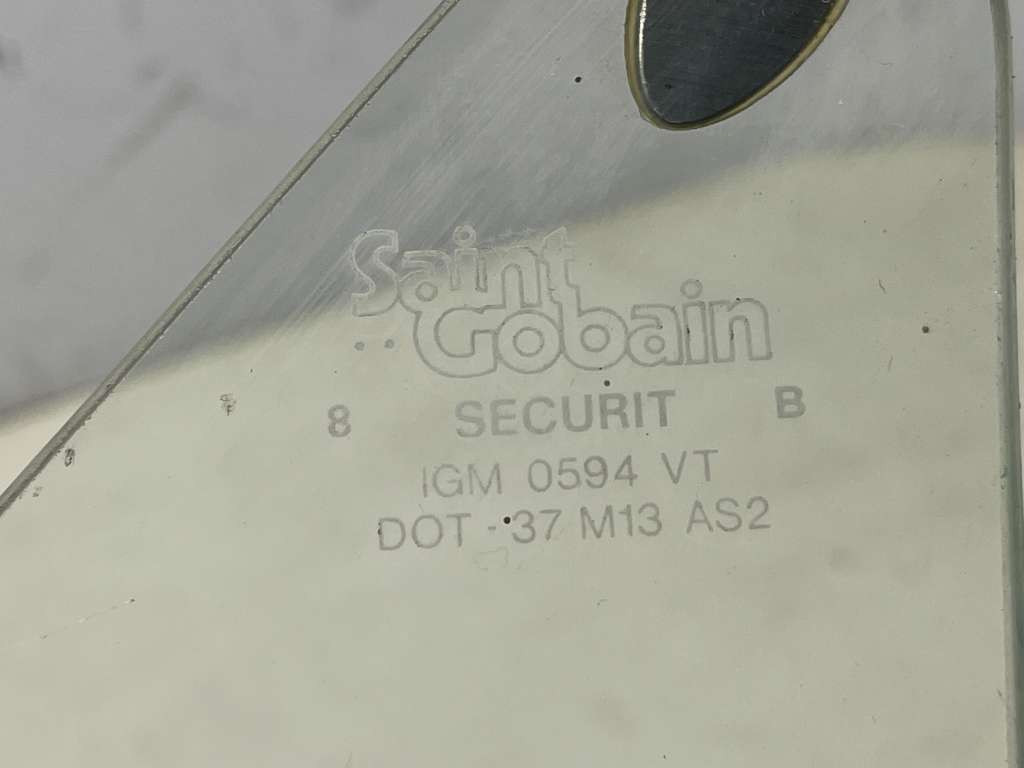 Saint
Gobain
8 SECURIT B
IGM 0594 VT
DOT - 37 M13 AS2